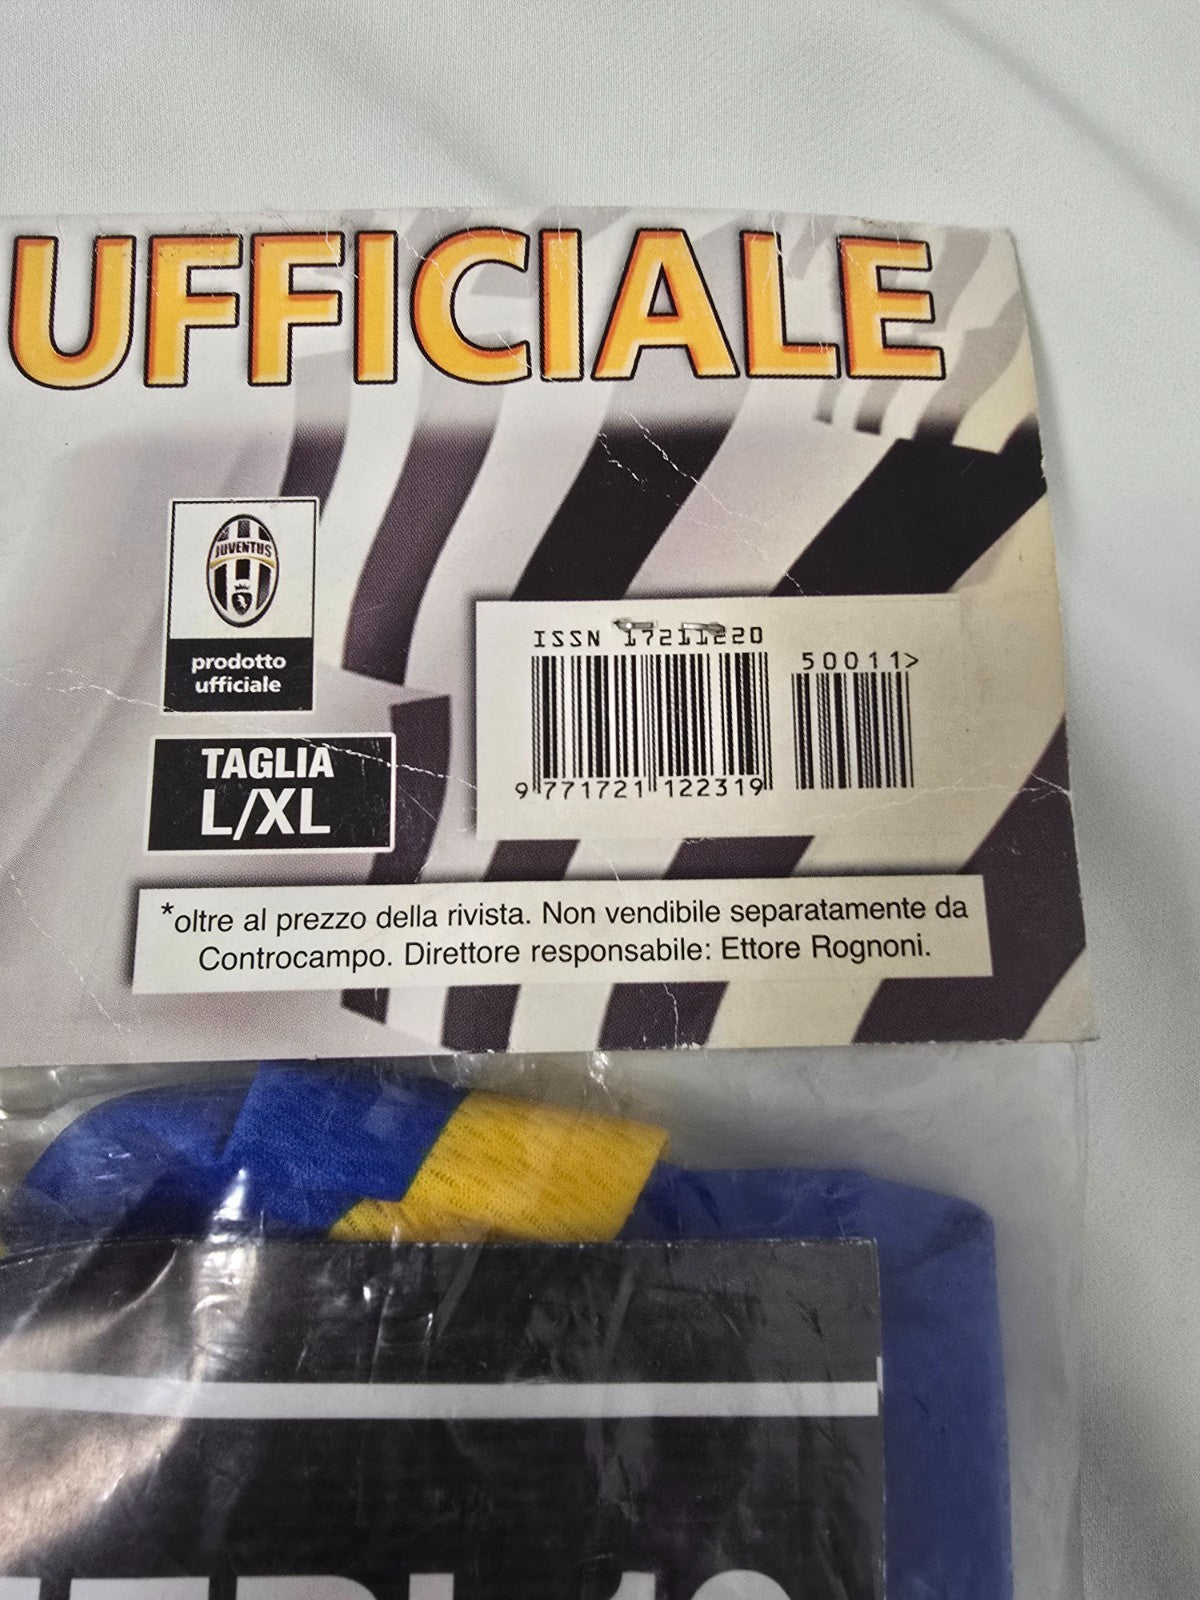 UFFICIALE
JUVENTUS
prodotto
ufficiale
TAGLIA
L/XL
ISSN 17211220
50011>
9 771721 122319
*oltre al prezzo della rivista. Non vendibile separatamente da
Controcampo. Direttore responsabile: Ettore Rognoni.